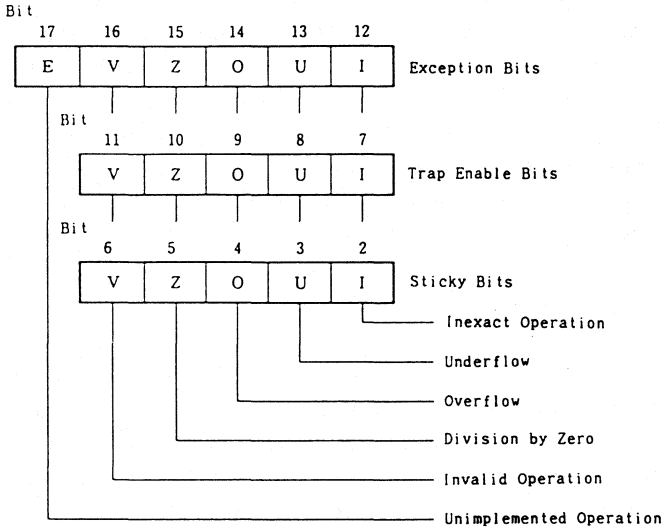 Bit
17 16 15 14 13 12
E V Z O U I Exception Bits
Bit
11 10 9 8 7
V Z O U I Trap Enable Bits
Bit
6 5 4 3 2
V Z O U I Sticky Bits
Inexact Operation
Underflow
Overflow
Division by Zero
Invalid Operation
Unimplemented Operation